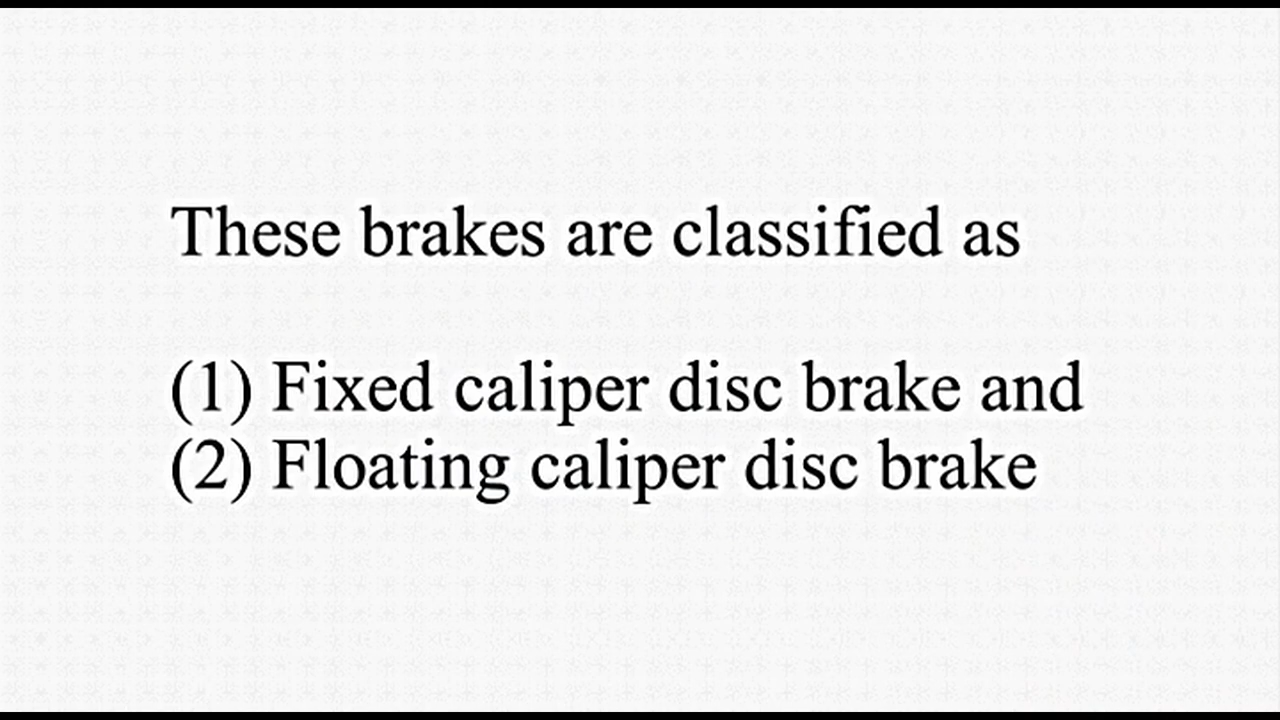 These brakes are classified as
(1) Fixed caliper disc brake and
(2) Floating caliper disc brake